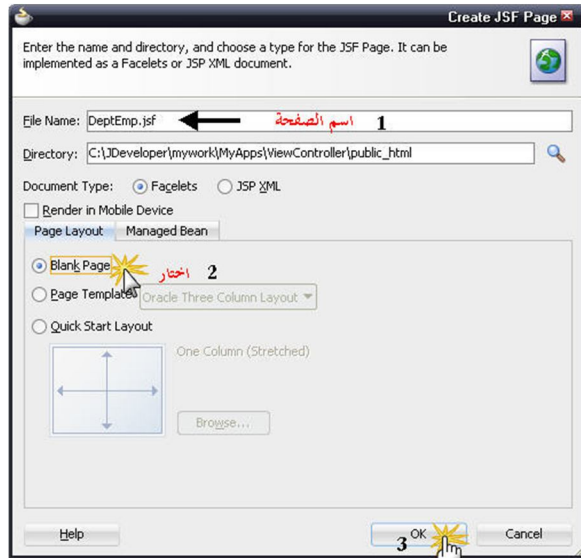 Create JSF Page
Enter the name and directory, and choose a type for the JSF Page. It can be
implemented as a Facelets or JSP XML document.
File Name: DeptEmp.jsf اسم الصفحة 1
Directory: C:\JDeveloper\mywork\MyApps\ViewController\public_html
Document Type: Facelets JSP XML
Render in Mobile Device
Page Layout Managed Bean
Blank Page اختار 2
Page Template Oracle Three Column Layout
Quick Start Layout
One Column (Stretched)
Browse...
Help 3 OK Cancel